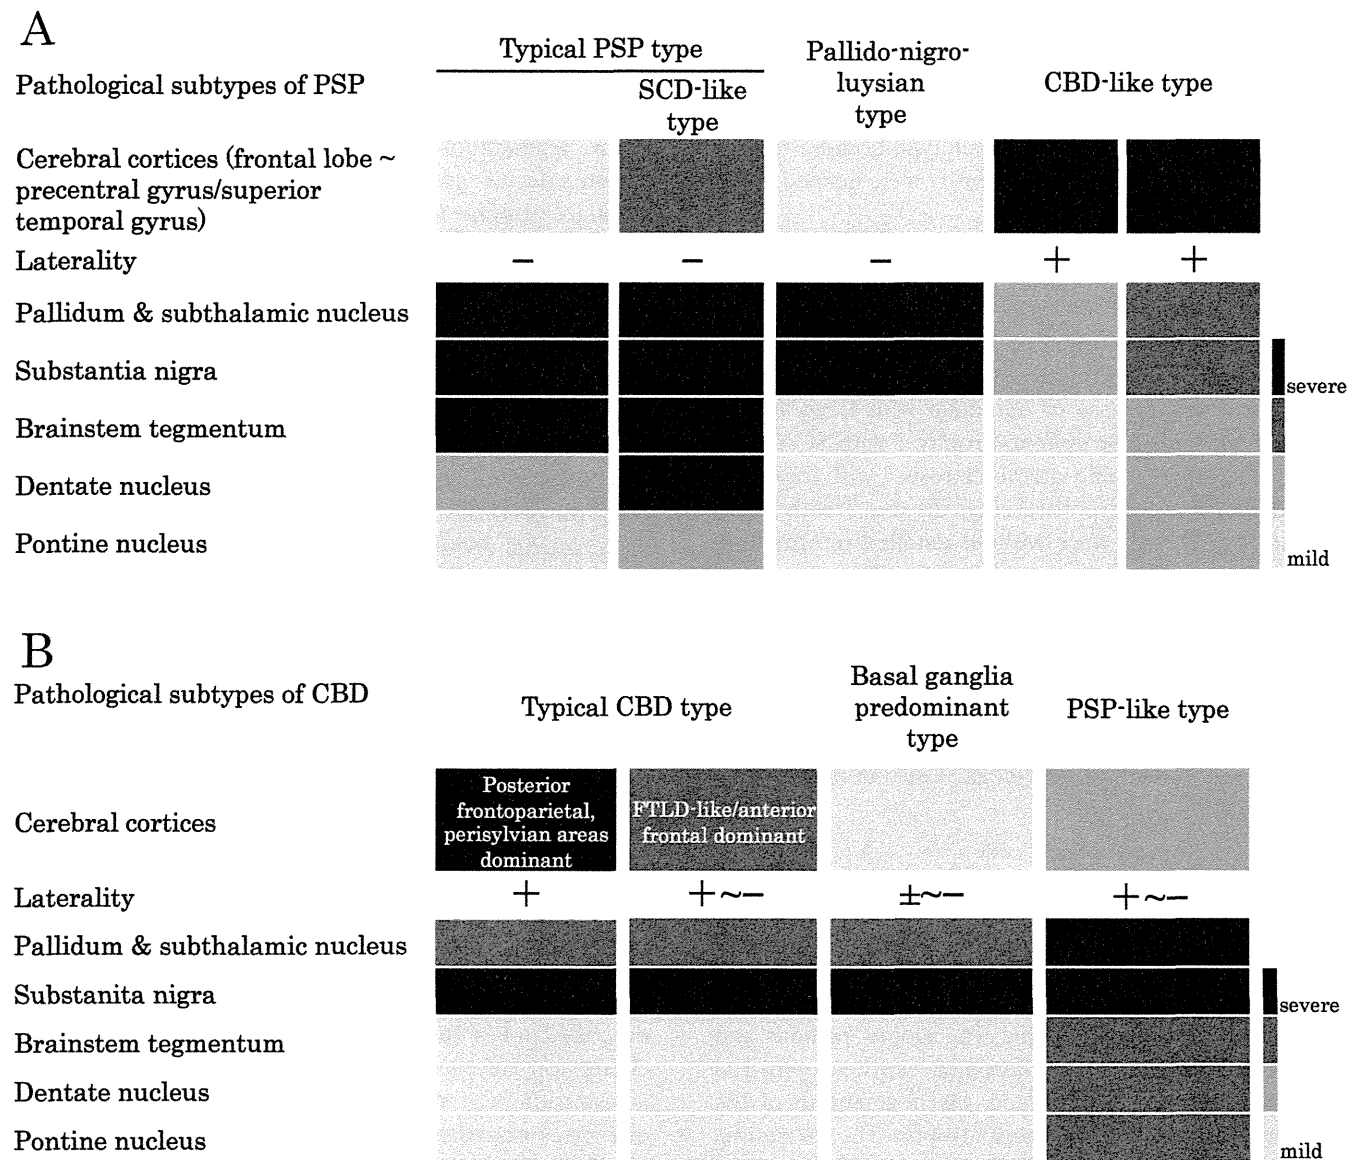 A
Typical PSP type
Pallido-nigro-
luysian
type
Pathological subtypes of PSP
SCD-like
type
CBD-like type
Cerebral cortices (frontal lobe ~
precentral gyrus/superior
temporal gyrus)
Laterality − − − + +
Pallidum & subthalamic nucleus
Substantia nigra
severe
Brainstem tegmentum
Dentate nucleus
Pontine nucleus
mild
B
Pathological subtypes of CBD
Typical CBD type
Basal ganglia
predominant
type
PSP-like type
Cerebral cortices
Posterior
frontoparietal,
perisylvian areas
dominant
FTLD-like/anterior
frontal dominant
Laterality + +~− ±~− +~−
Pallidum & subthalamic nucleus
Substanita nigra
severe
Brainstem tegmentum
Dentate nucleus
Pontine nucleus
mild